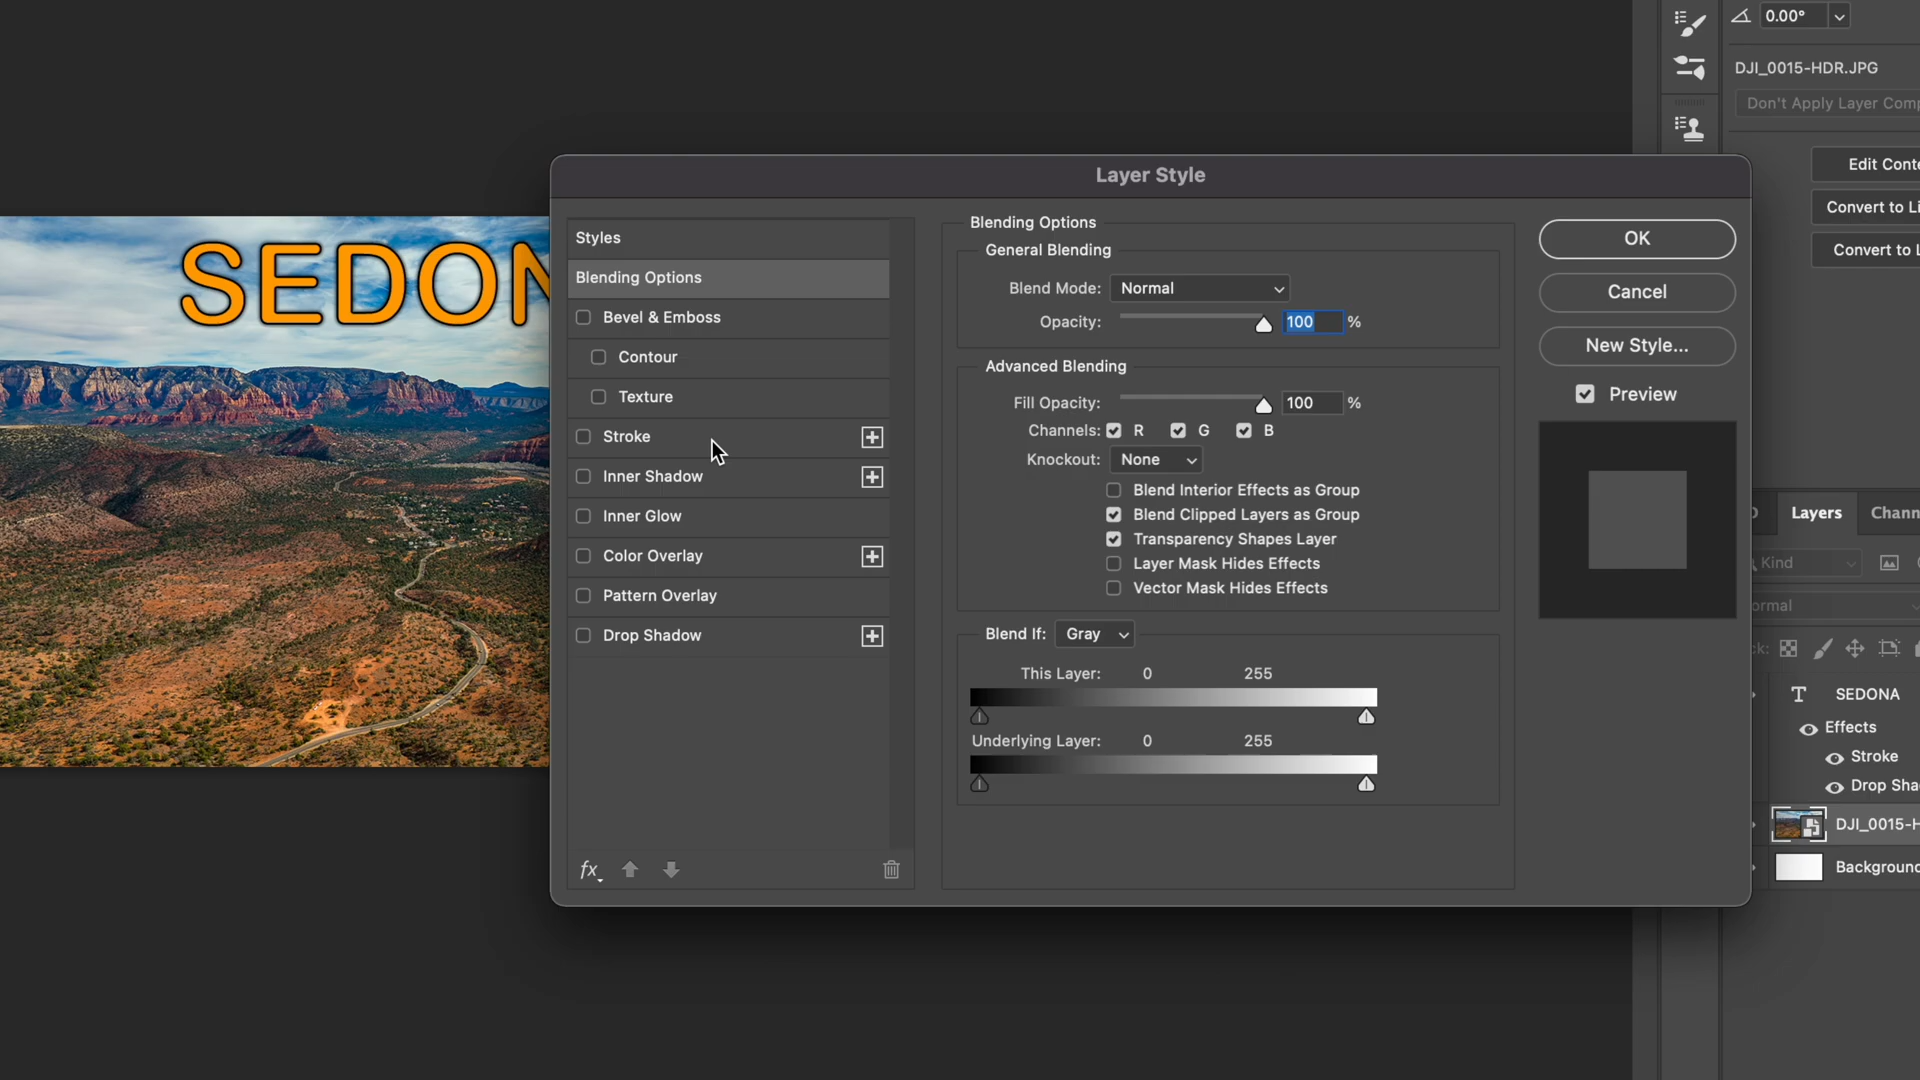 0.00°
DJI_0015-HDR.JPG
Don't Apply Layer Comp
Edit Conte
Convert to Li
Convert to L
SEDON
Layer Style
Styles
Blending Options
Bevel & Emboss
Contour
Texture
Stroke
Inner Shadow
Inner Glow
Color Overlay
Pattern Overlay
Drop Shadow
fx
Blending Options
General Blending
Blend Mode: Normal
Opacity: 100 %
Advanced Blending
Fill Opacity: 100 %
Channels: R G B
Knockout: None
Blend Interior Effects as Group
Blend Clipped Layers as Group
Transparency Shapes Layer
Layer Mask Hides Effects
Vector Mask Hides Effects
Blend If: Gray
This Layer: 0 255
Underlying Layer: 0 255
OK
Cancel
New Style...
Preview
Layers Chann
Kind
ormal
ck:
T SEDONA
Effects
Stroke
Drop Sha
DJI_0015-H
Background